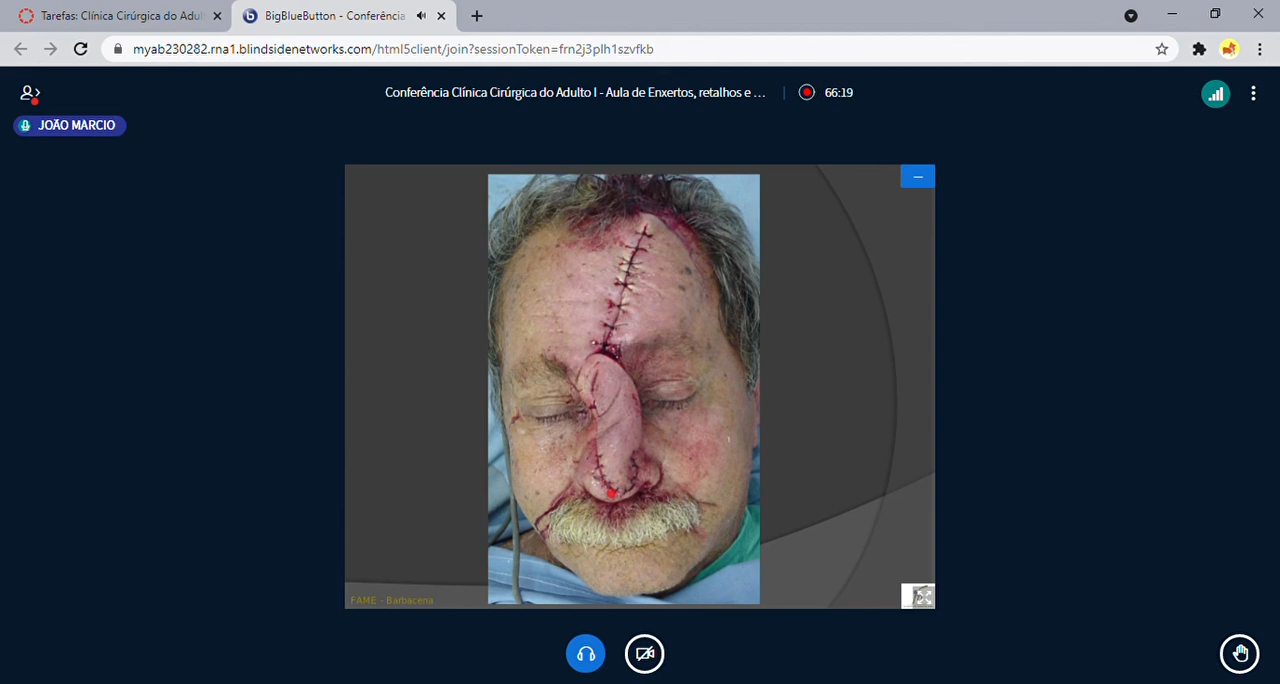 Tarefas: Clínica Cirúrgica do Adul
BigBlueButton - Conferência
myab230282.rna1.blindsidenetworks.com/html5client/join?sessionToken=frn2j3plh1szvfkb
Conferência Clínica Cirúrgica do Adulto I - Aula de Enxertos, retalhos e ...
66:19
JOÃO MARCIO
FAME - Barbacena